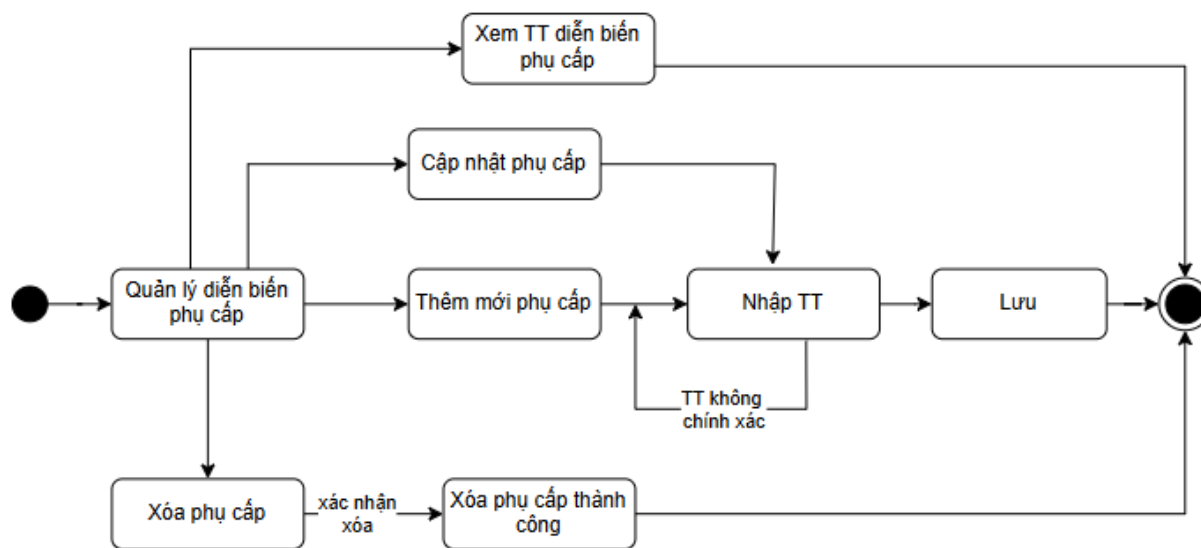 Xem TT diễn biến
phụ cấp
Cập nhật phụ cấp
Quản lý diễn biến
phụ cấp
Thêm mới phụ cấp
Nhập TT
Lưu
TT không
chính xác
Xóa phụ cấp
xác nhận
xóa
Xóa phụ cấp thành
công